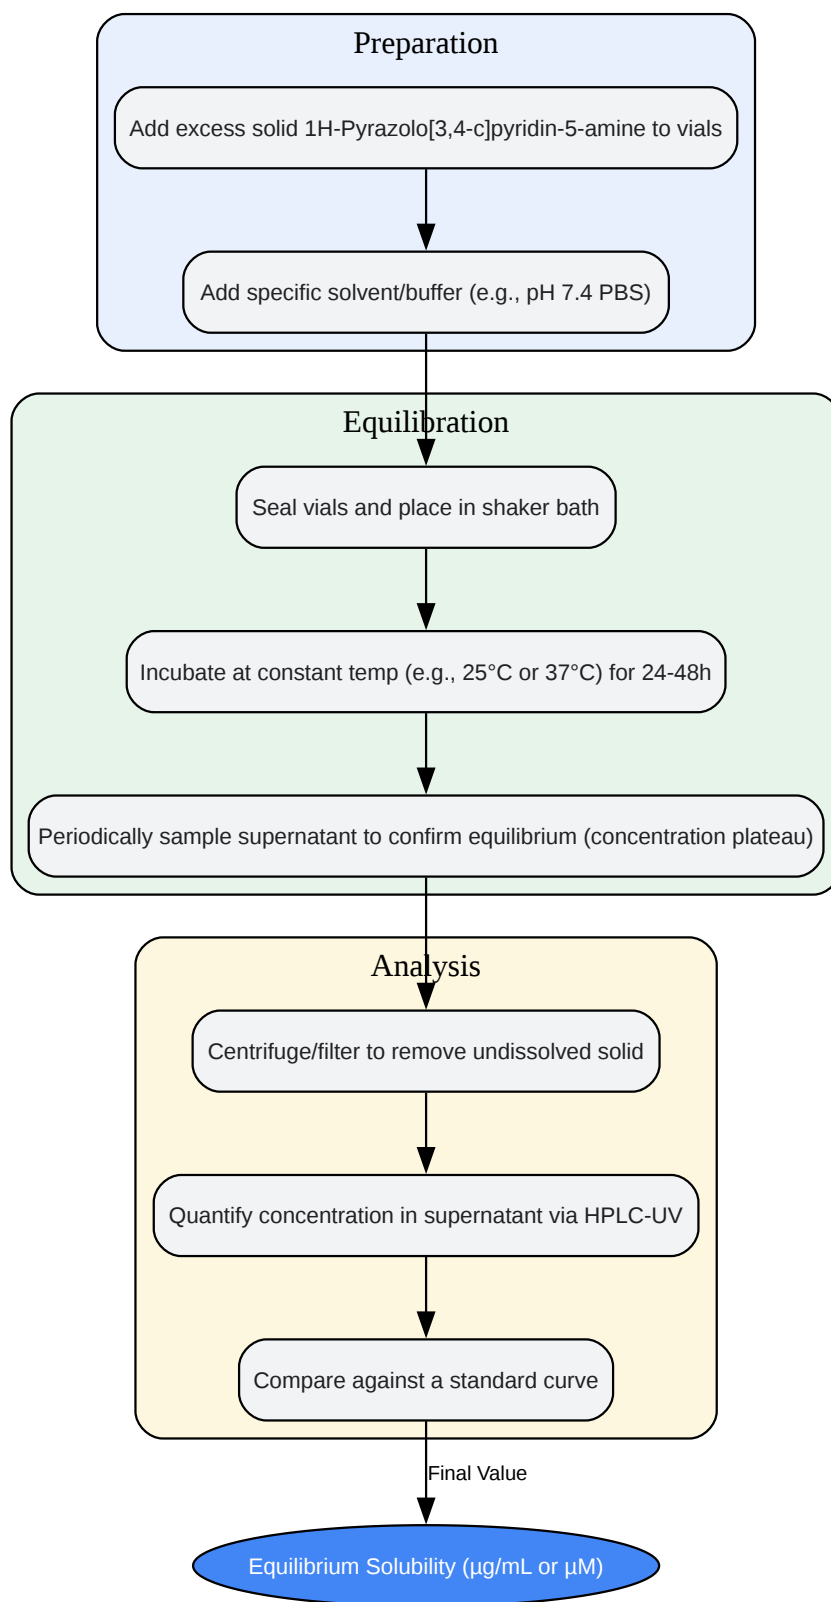 Preparation
Add excess solid 1H-Pyrazolo[3,4-c]pyridin-5-amine to vials
Add specific solvent/buffer (e.g., pH 7.4 PBS)
Equilibration
Seal vials and place in shaker bath
Incubate at constant temp (e.g., 25°C or 37°C) for 24-48h
Periodically sample supernatant to confirm equilibrium (concentration plateau)
Analysis
Centrifuge/filter to remove undissolved solid
Quantify concentration in supernatant via HPLC-UV
Compare against a standard curve
Final Value
Equilibrium Solubility (µg/mL or µM)